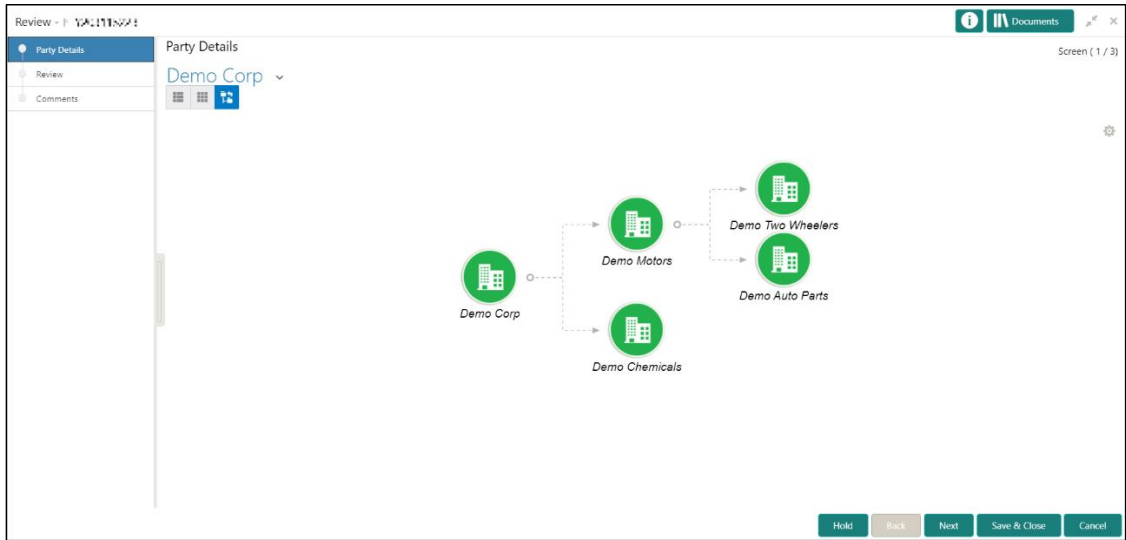 Review -
Documents
Party Details
Review
Comments
Party Details
Screen ( 1 / 3)
Demo Corp
Demo Two Wheelers
Demo Motors
Demo Auto Parts
Demo Corp
Demo Chemicals
Hold Back Next Save & Close Cancel